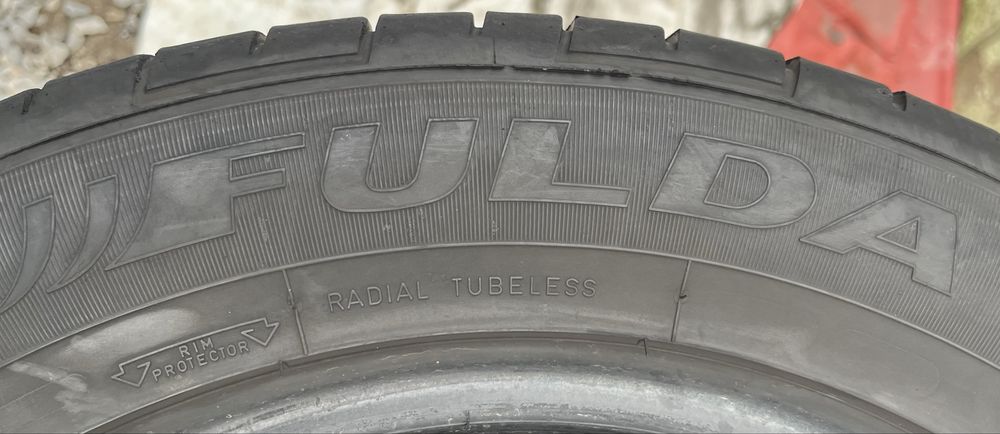 FULDA
RADIAL TUBELESS
RIM
PROTECTOR